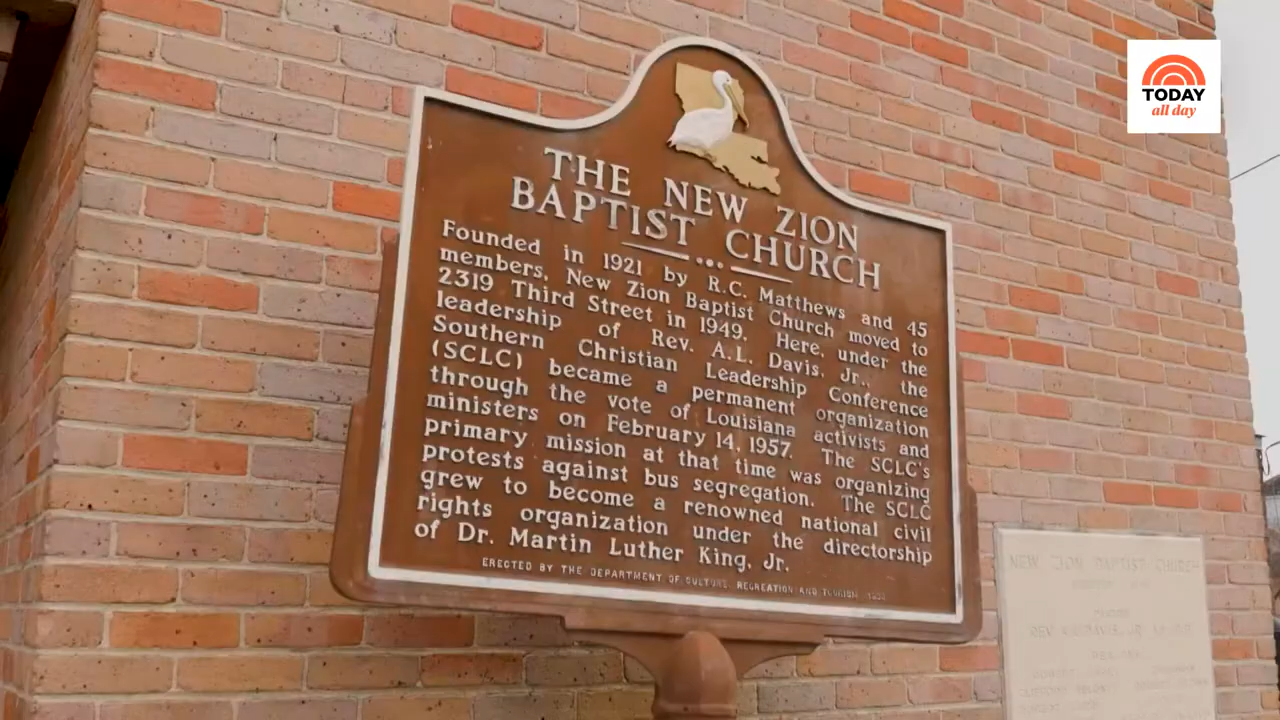 TODAY
all day
THE NEW ZION
BAPTIST CHURCH
Founded in 1921 by R.C. Matthews and 45
members, New Zion Baptist Church moved to
2319 Third Street in 1949. Here, under the
leadership of Rev. A.L. Davis, Jr., the
Southern Christian Leadership Conference
(SCLC) became a permanent organization
through the vote of Louisiana activists and
ministers on February 14, 1957. The SCLC's
primary mission at that time was organizing
protests against bus segregation. The SCLC
grew to become a renowned national civil
rights organization under the directorship
of Dr. Martin Luther King, Jr.
ERECTED BY THE DEPARTMENT OF CULTURE, RECREATION AND TOURISM
NEW ZION BAPTIST CHURCH